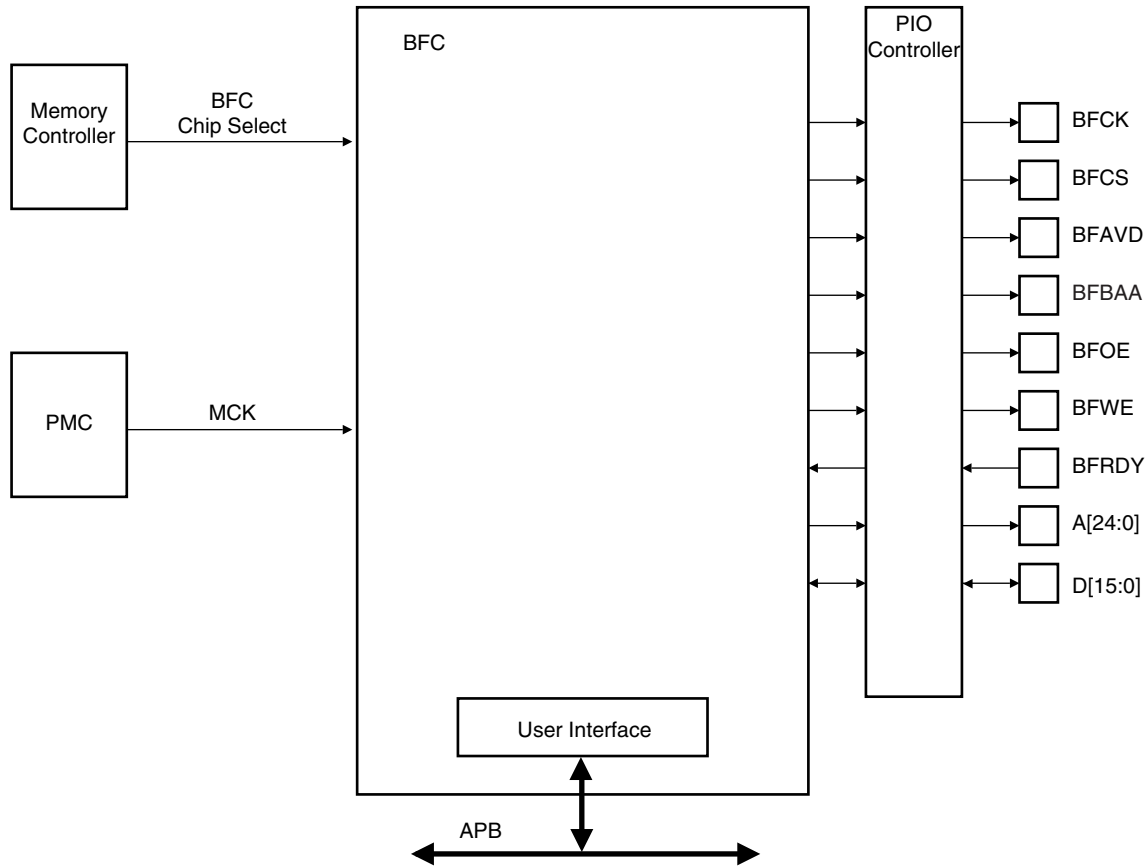 BFC
PIO
Controller
Memory
Controller
BFC
Chip Select
PMC
MCK
BFCK
BFCS
BFAVD
BFBAA
BFOE
BFWE
BFRDY
A[24:0]
D[15:0]
User Interface
APB